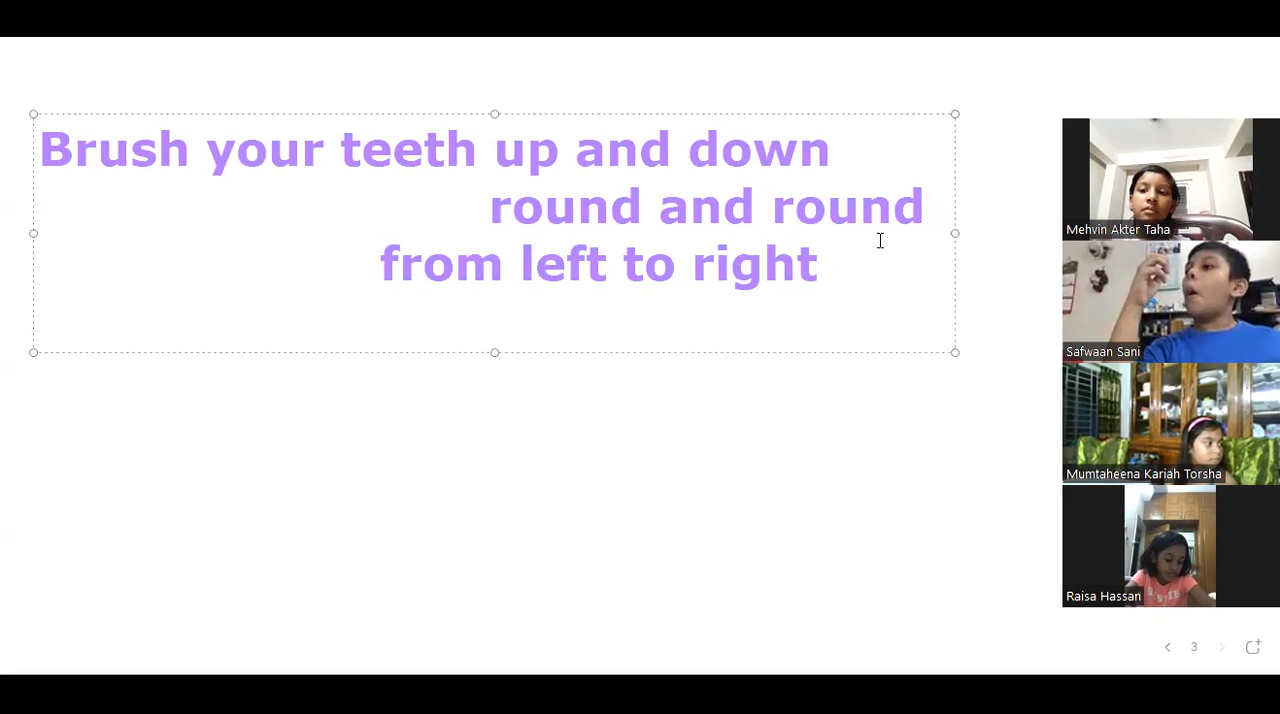 Brush your teeth up and down
round and round
from left to right
Mehvin Akter Taha
Safwaan Sani
Mumtaheena Kariah Torsha
Raisa Hassan
3